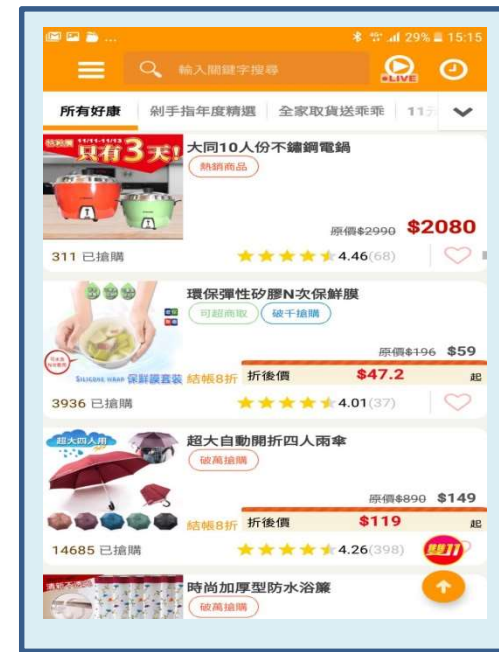 29% 15:15
輸入關鍵字搜尋
LIVE
所有好康 剁手指年度精選 全家取貨送乖乖 11
只有3天!
大同10人份不鏽鋼電鍋
熱銷商品
原價$2990 $2080
311 已搶購 4.46(68)
環保彈性矽膠N次保鮮膜
可超商取 破千搶購
原價$196 $59
SILICONE WRAP 保鮮膜套裝
結帳8折 折後價 $47.2 起
3936 已搶購 4.01(37)
超大四人用
超大自動開折四人雨傘
破萬搶購
原價$890 $149
結帳8折 折後價 $119 起
14685 已搶購 4.26(398)
時尚加厚型防水浴簾
破萬搶購